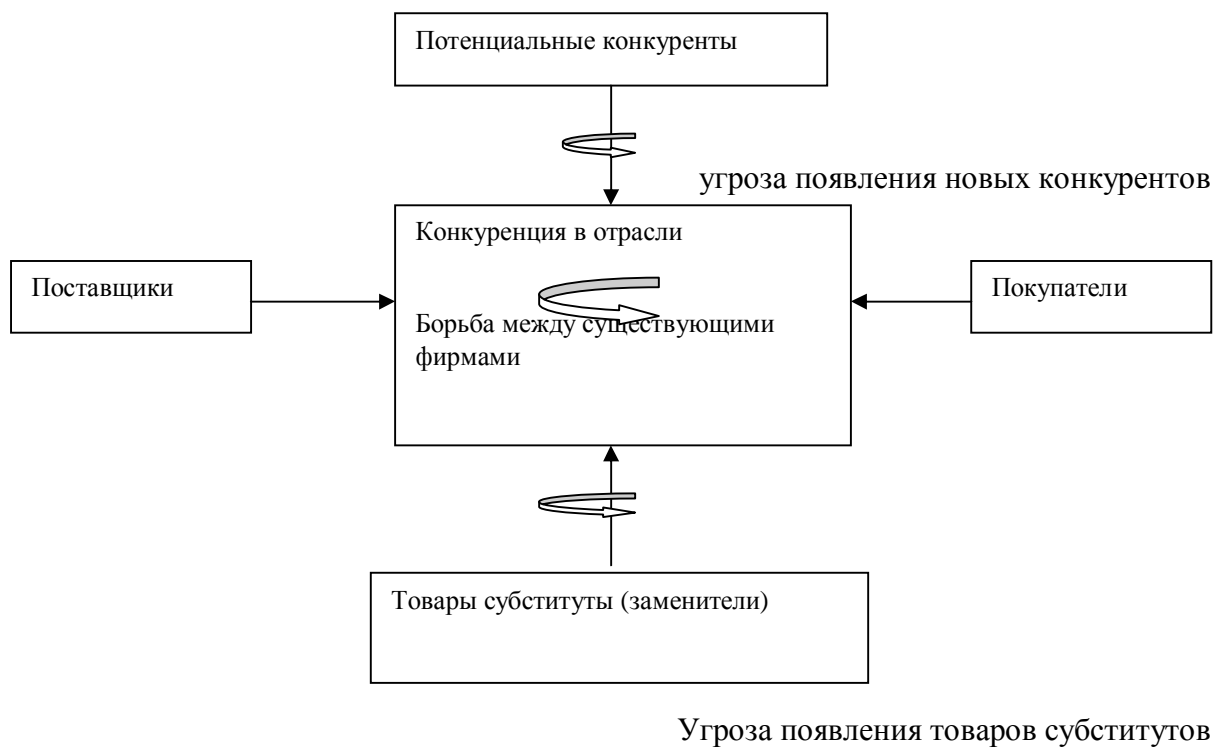 Потенциальные конкуренты
угроза появления новых конкурентов
Конкуренция в отрасли
Поставщики
Покупатели
Борьба между существующими
фирмами
Товары субституты (заменители)
Угроза появления товаров субститутов